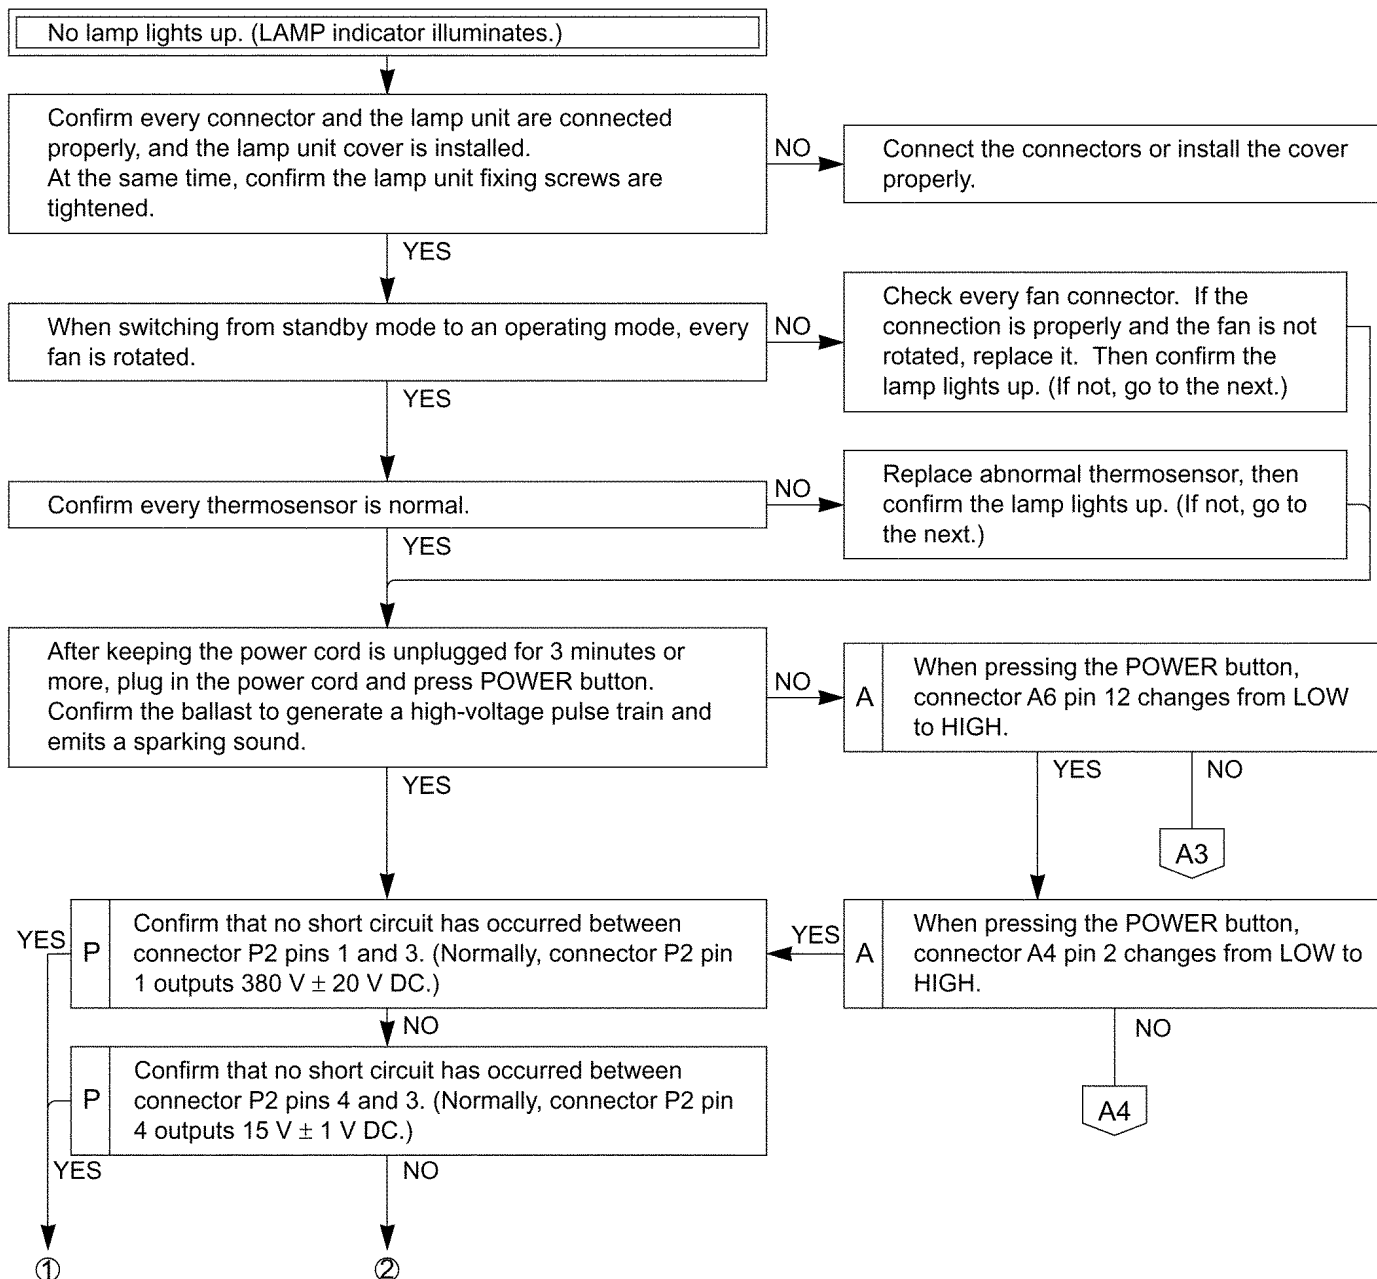 No lamp lights up. (LAMP indicator illuminates.)
Confirm every connector and the lamp unit are connected
properly, and the lamp unit cover is installed.
At the same time, confirm the lamp unit fixing screws are
tightened.
NO
Connect the connectors or install the cover
properly.
YES
When switching from standby mode to an operating mode, every
fan is rotated.
NO
Check every fan connector. If the
connection is properly and the fan is not
rotated, replace it. Then confirm the
lamp lights up. (If not, go to the next.)
YES
Confirm every thermosensor is normal.
NO
Replace abnormal thermosensor, then
confirm the lamp lights up. (If not, go to
the next.)
YES
After keeping the power cord is unplugged for 3 minutes or
more, plug in the power cord and press POWER button.
Confirm the ballast to generate a high-voltage pulse train and
emits a sparking sound.
NO
A
When pressing the POWER button,
connector A6 pin 12 changes from LOW
to HIGH.
YES
YES
NO
A3
YES
P
Confirm that no short circuit has occurred between
connector P2 pins 1 and 3. (Normally, connector P2 pin
1 outputs 380 V ± 20 V DC.)
YES
A
When pressing the POWER button,
connector A4 pin 2 changes from LOW to
HIGH.
NO
NO
P
Confirm that no short circuit has occurred between
connector P2 pins 4 and 3. (Normally, connector P2 pin
4 outputs 15 V ± 1 V DC.)
A4
YES
NO
①
②